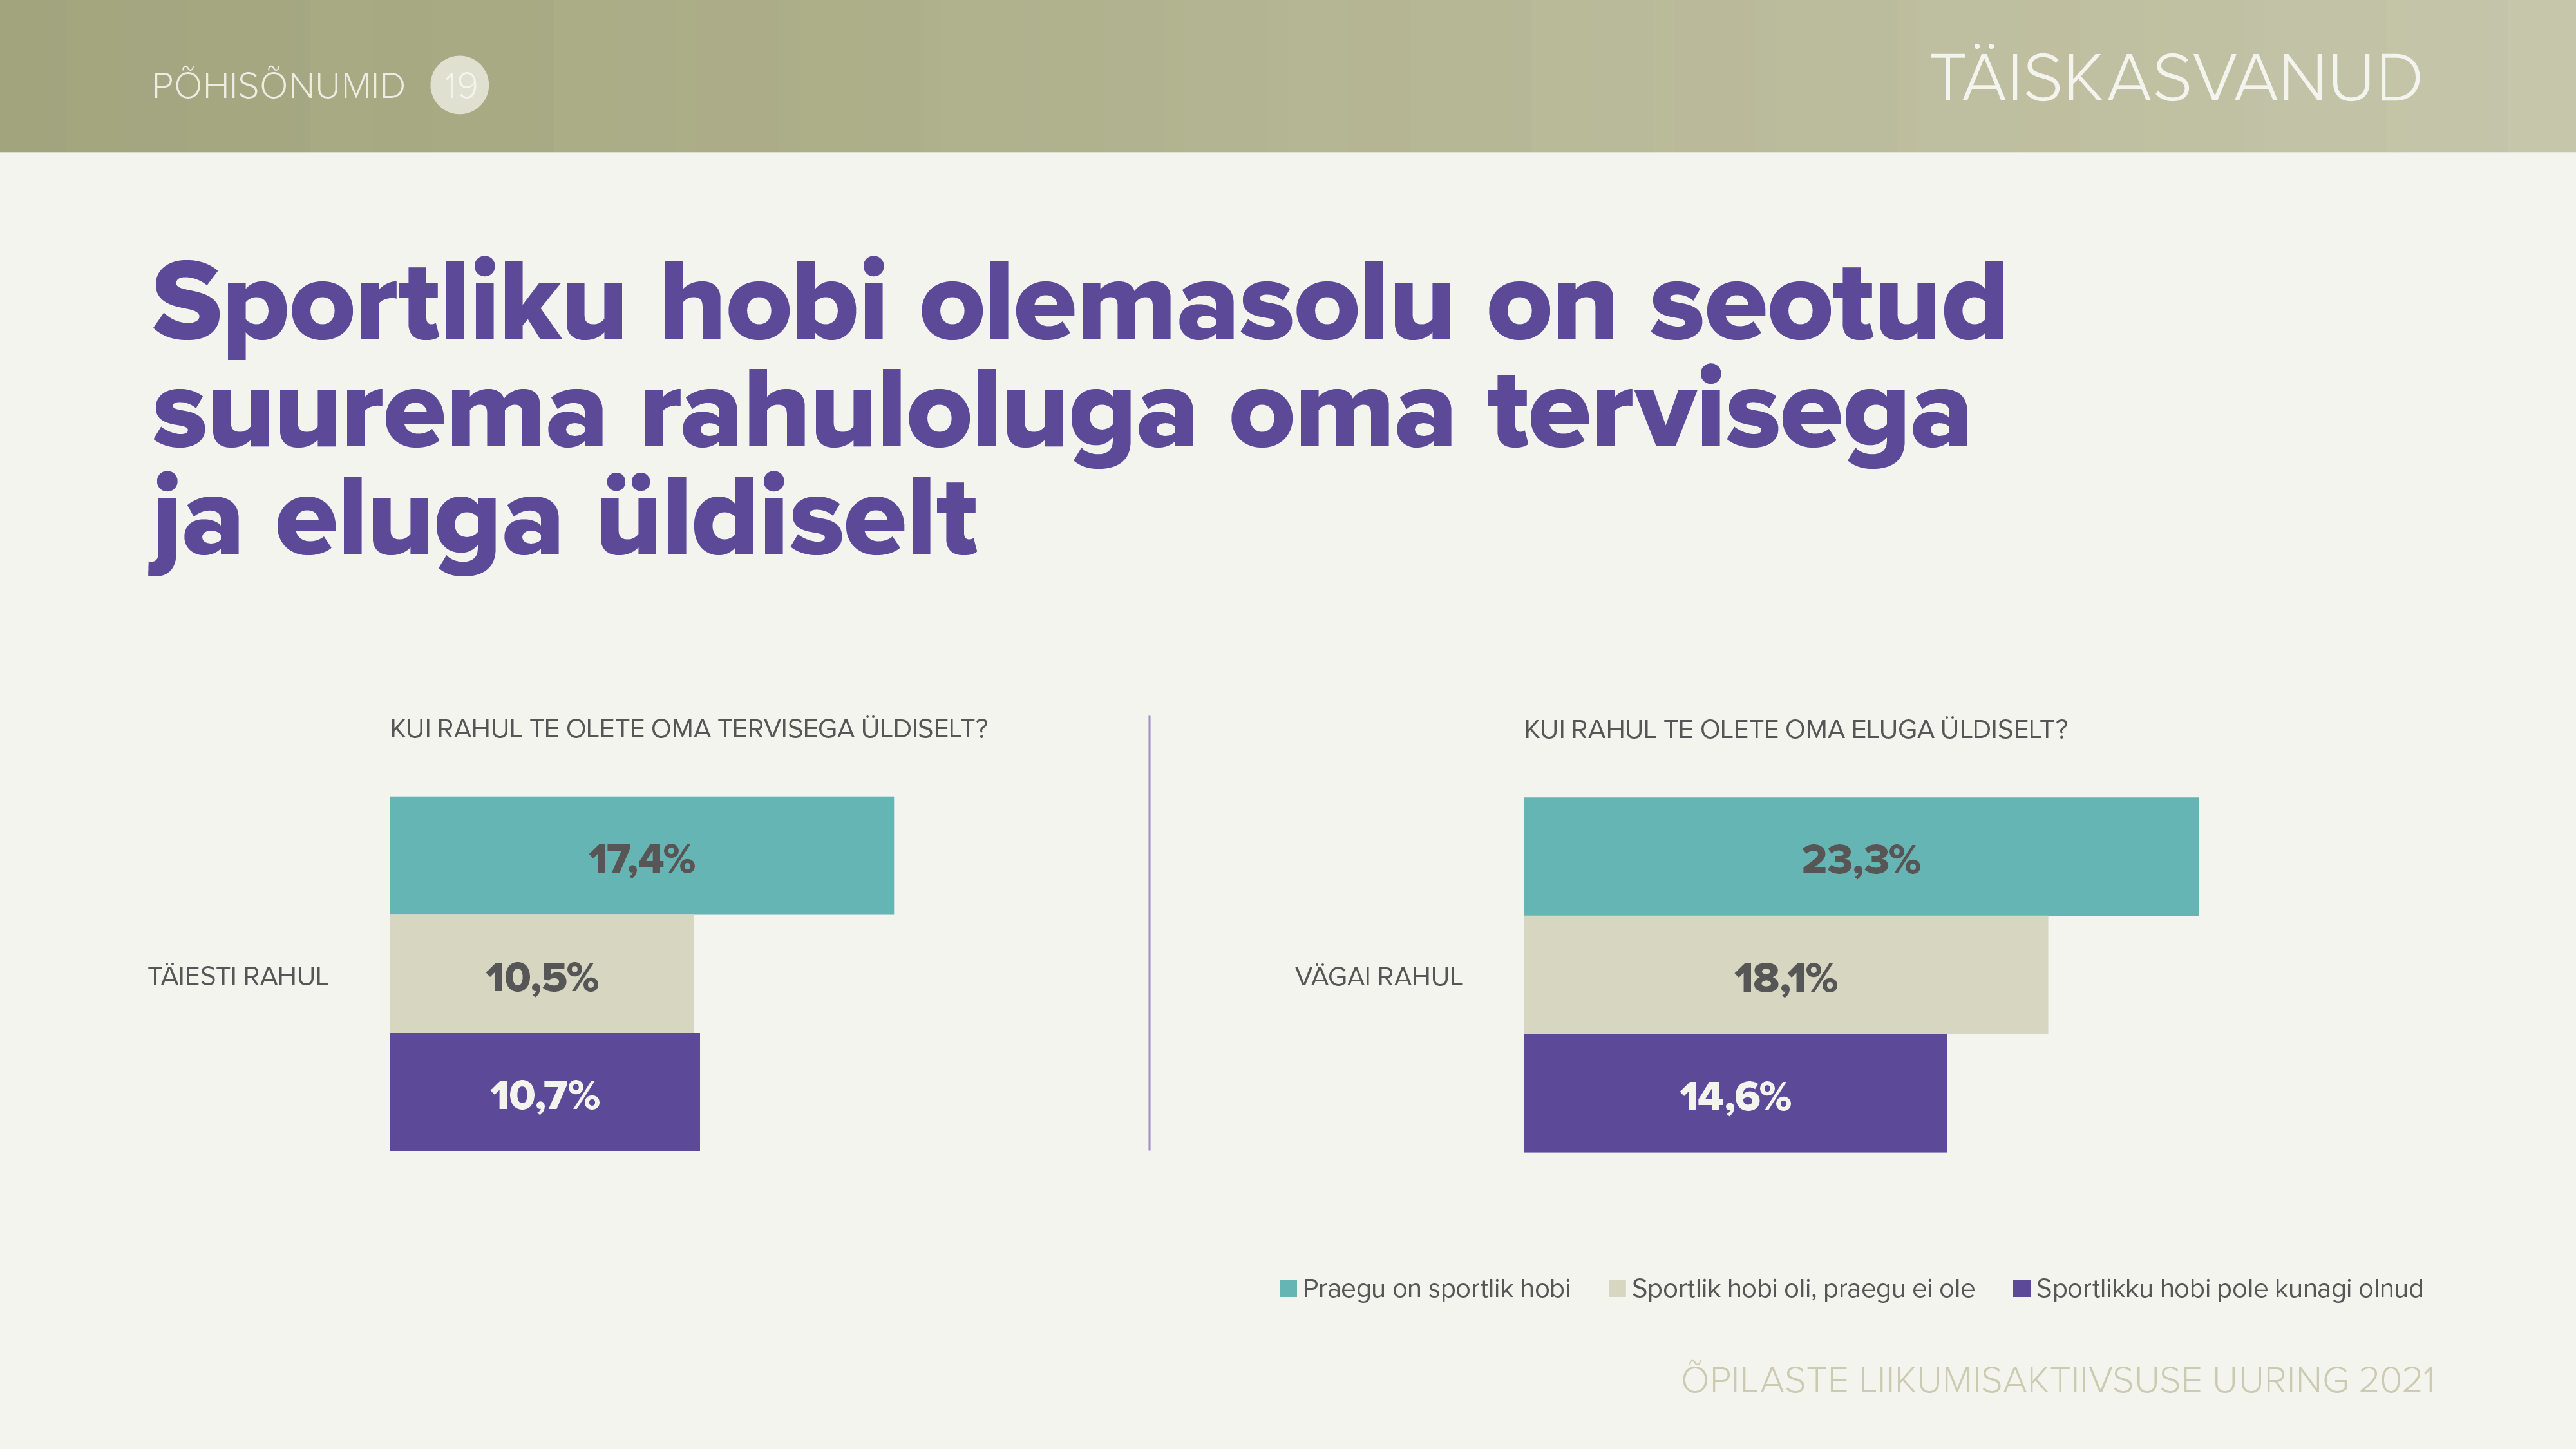 PÕHISÕNUMID 19
TÄISKASVANUD
Sportliku hobi olemasolu on seotud
suurema rahuloluga oma tervisega
ja eluga üldiselt
KUI RAHUL TE OLETE OMA TERVISEGA ÜLDISELT?
17,4%
TÄIESTI RAHUL
10,5%
10,7%
KUI RAHUL TE OLETE OMA ELUGA ÜLDISELT?
23,3%
VÄGAI RAHUL
18,1%
14,6%
Praegu on sportlik hobi
Sportlik hobi oli, praegu ei ole
Sportlikku hobi pole kunagi olnud
ÕPILASTE LIIKUMISAKTIIVSUSE UURING 2021